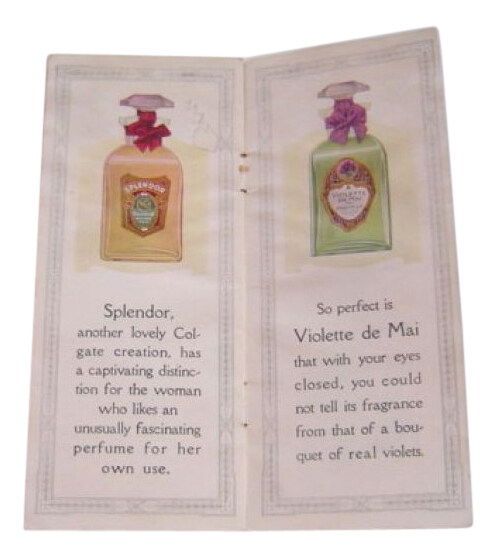 SPLENDOR
Splendor,
another lovely Col-
gate creation, has
a captivating distinc-
tion for the woman
who likes an
unusually fascinating
perfume for her
own use.
VIOLETTE
DE MAI
So perfect is
Violette de Mai
that with your eyes
closed, you could
not tell its fragrance
from that of a bou-
quet of real violets.